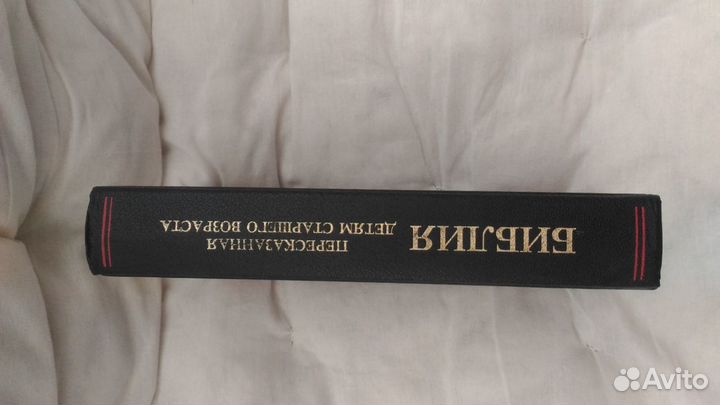 БИБЛИЯ
ПЕРЕСКАЗАННАЯ
ДЕТЯМ СТАРШЕГО ВОЗРАСТА
Avito